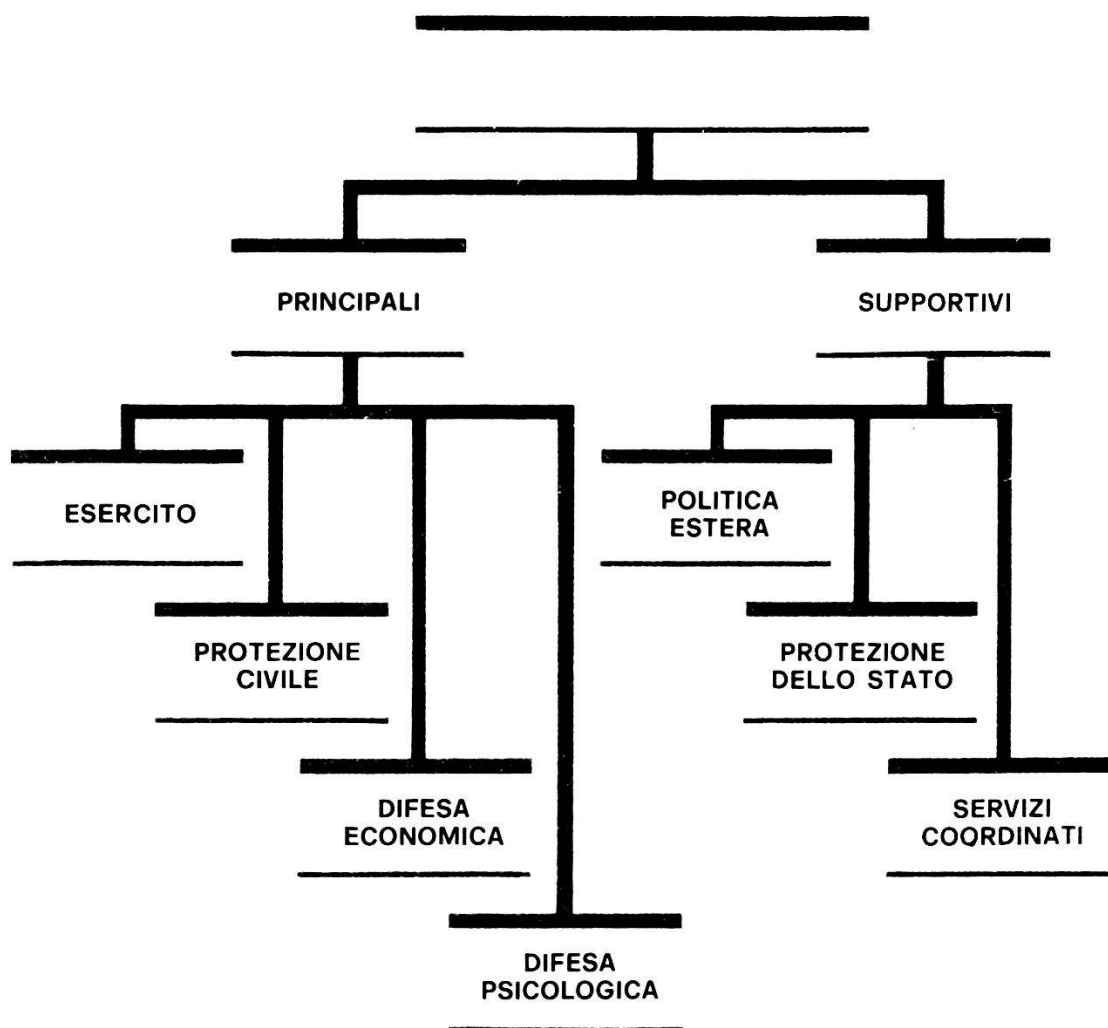 PRINCIPALI
SUPPORTIVI
ESERCITO
POLITICA
ESTERA
PROTEZIONE
CIVILE
PROTEZIONE
DELLO STATO
DIFESA
ECONOMICA
SERVIZI
COORDINATI
DIFESA
PSICOLOGICA